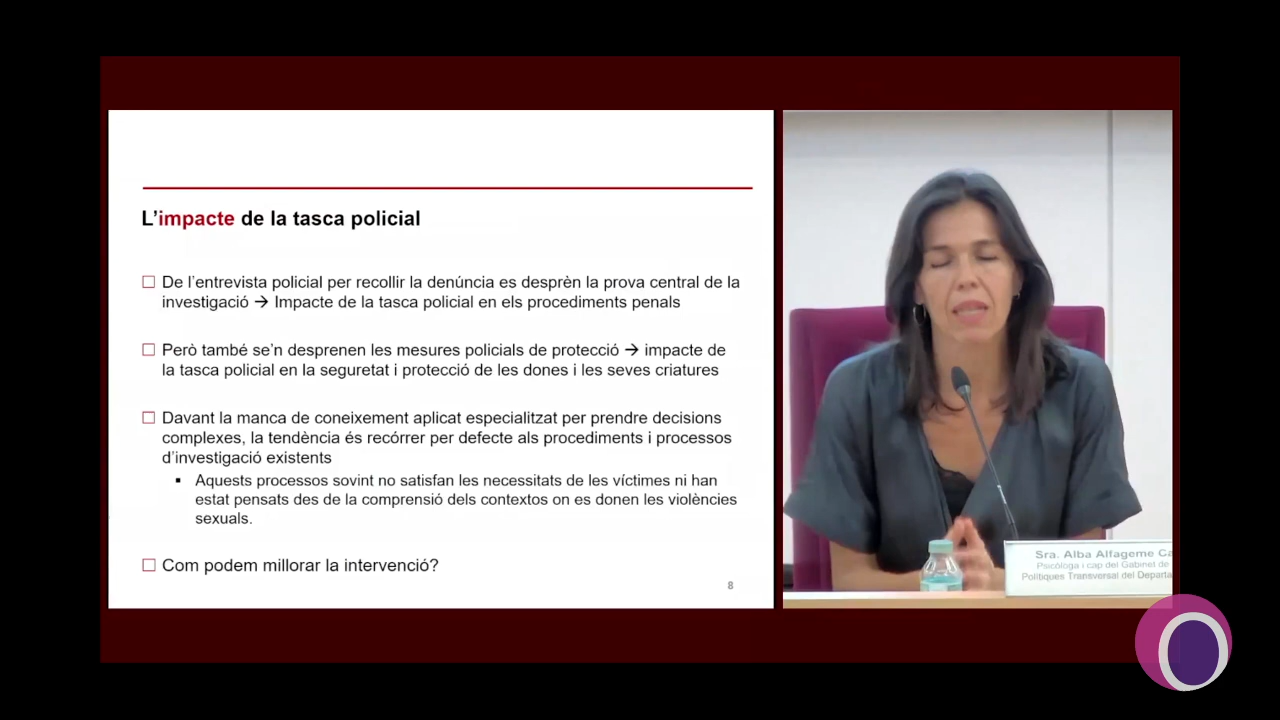 L'impacte de la tasca policial
☐ De l'entrevista policial per recollir la denúncia es desprèn la prova central de la
investigació → Impacte de la tasca policial en els procediments penals
☐ Però també se'n desprenen les mesures policials de protecció → impacte de
la tasca policial en la seguretat i protecció de les dones i les seves criatures
☐ Davant la manca de coneixement aplicat especialitzat per prendre decisions
complexes, la tendència és recórrer per defecte als procediments i processos
d'investigació existents
▪ Aquests processos sovint no satisfan les necessitats de les víctimes ni han
estat pensats des de la comprensió dels contextos on es donen les violències
sexuals.
☐ Com podem millorar la intervenció?
8
Sra. Alba Alfageme Ca
Psicòloga i cap del Gabinet de
Polítiques Transversal del Departa